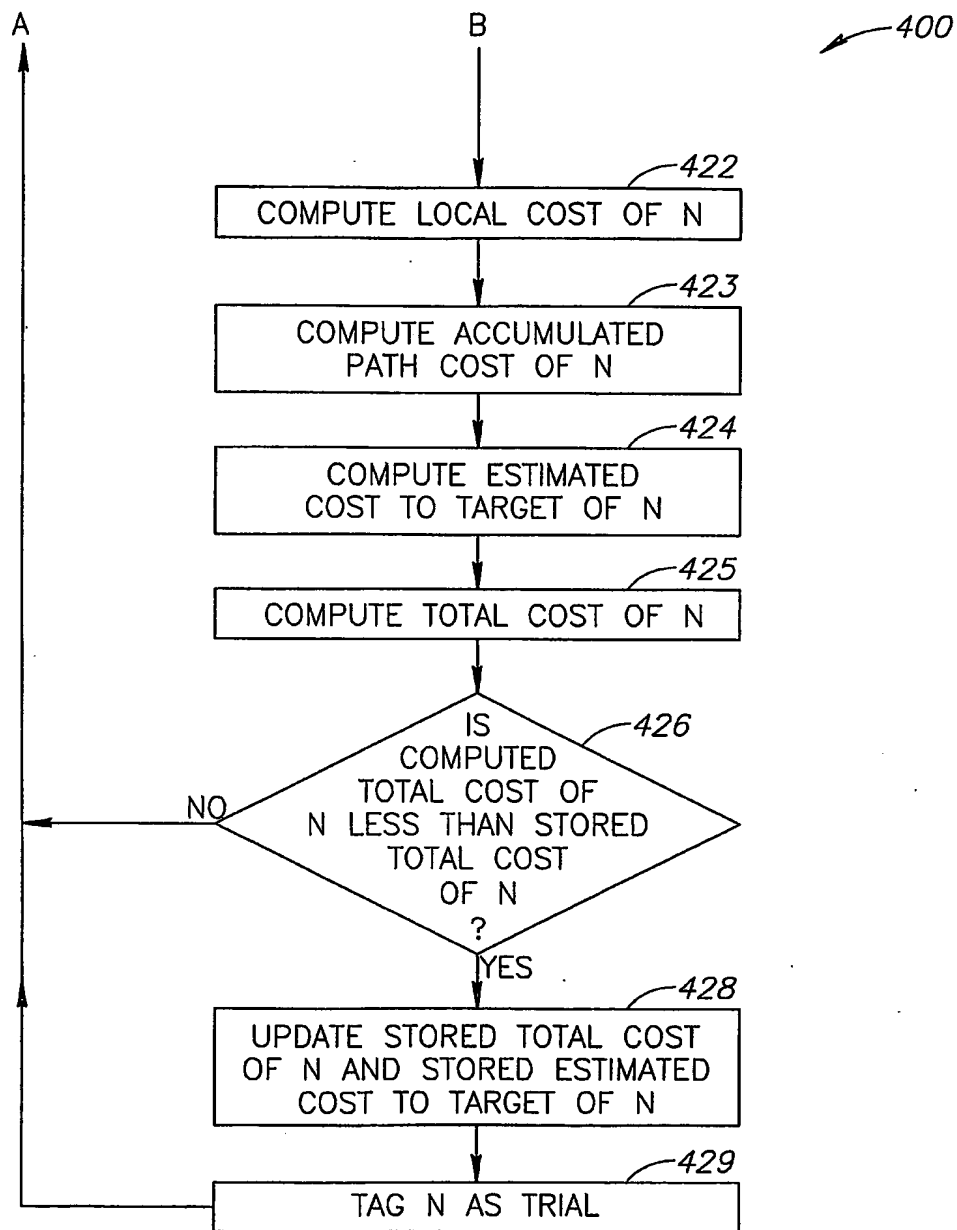 A
B
400
422
COMPUTE LOCAL COST OF N
423
COMPUTE ACCUMULATED
PATH COST OF N
424
COMPUTE ESTIMATED
COST TO TARGET OF N
425
COMPUTE TOTAL COST OF N
426
IS
COMPUTED
TOTAL COST OF
N LESS THAN STORED
TOTAL COST
OF N
?
NO
YES
428
UPDATE STORED TOTAL COST
OF N AND STORED ESTIMATED
COST TO TARGET OF N
429
TAG N AS TRIAL